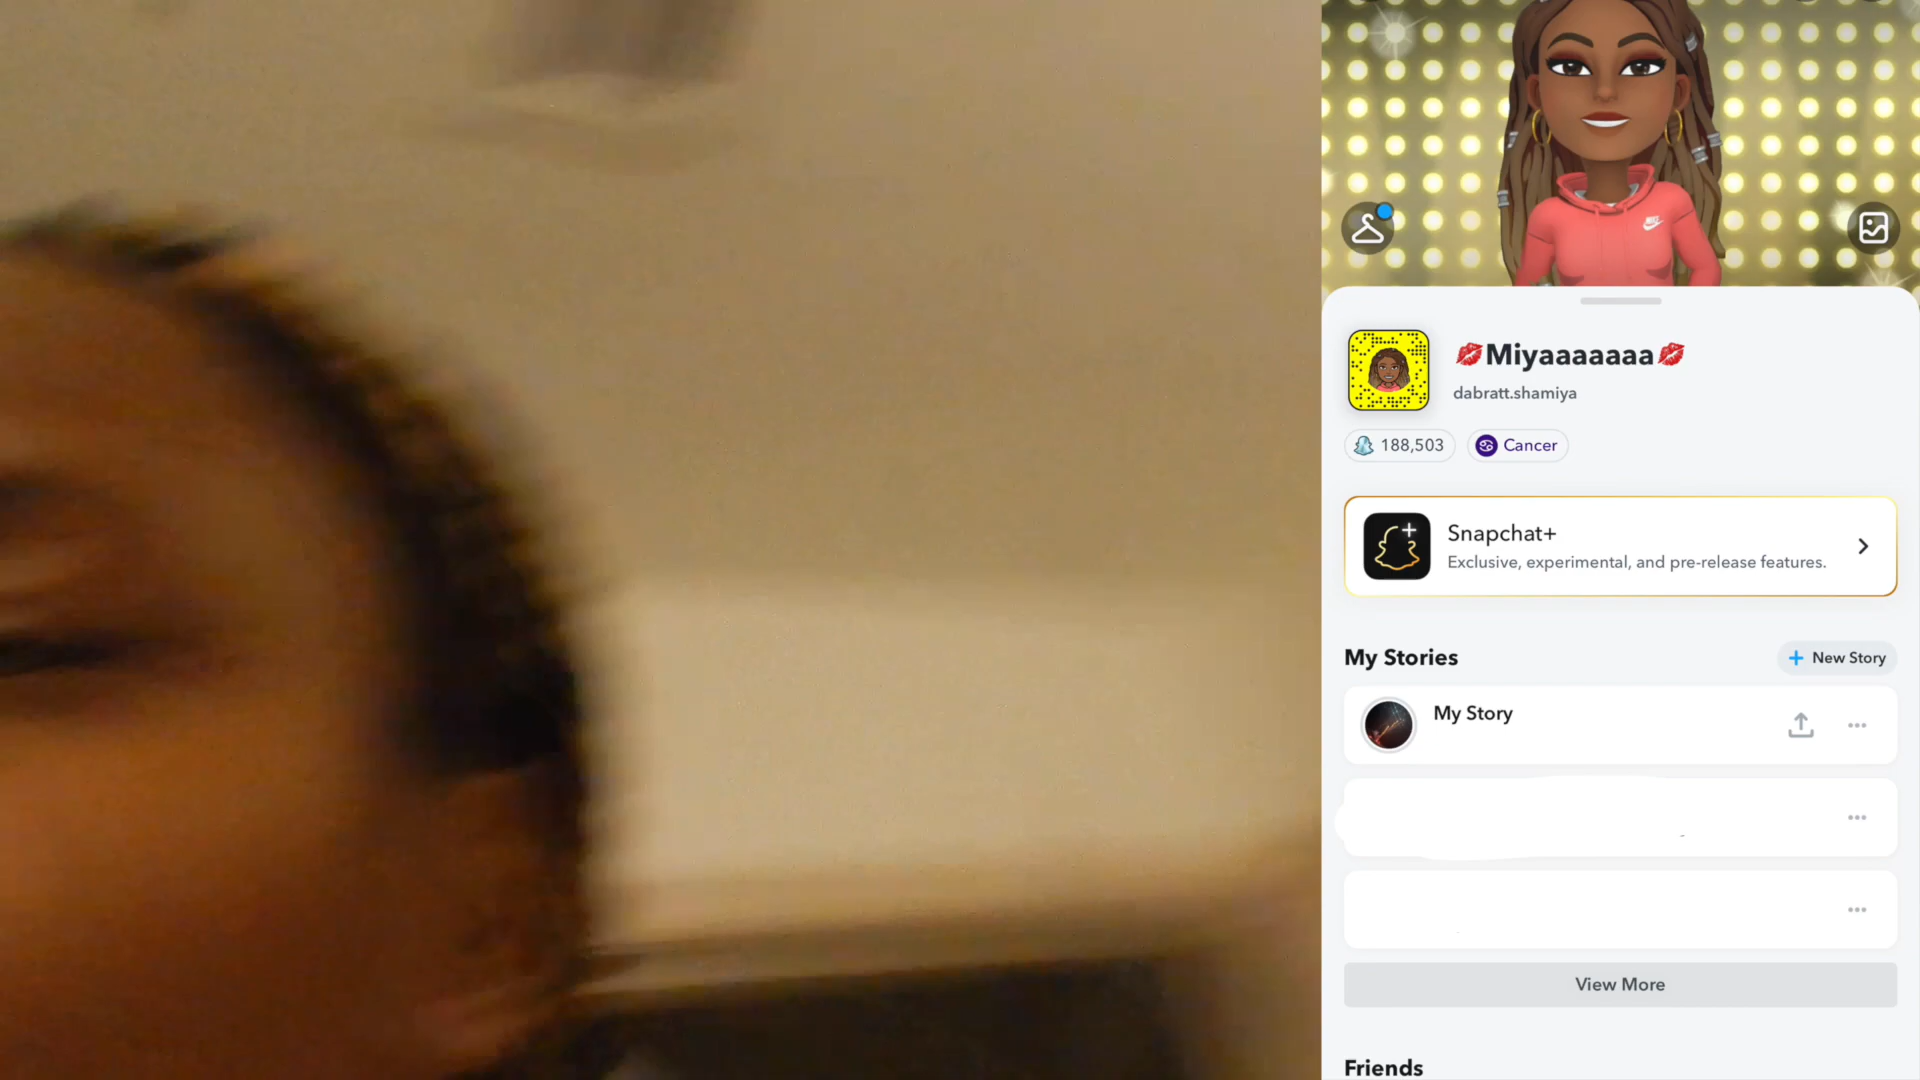 💋Miyaaaaaaa💋
dabratt.shamiya
188,503
Cancer
Snapchat+
Exclusive, experimental, and pre-release features.
My Stories
+ New Story
My Story
View More
Friends